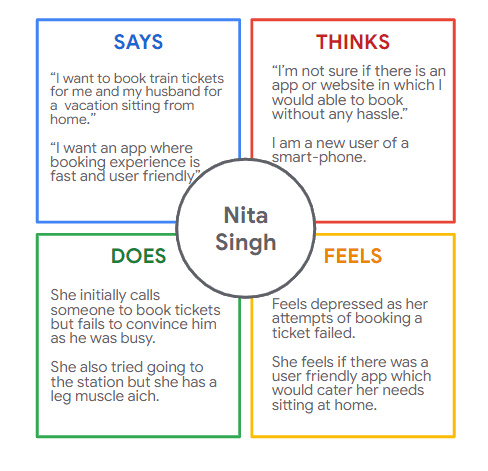 SAYS
“I want to book train tickets
for me and my husband for
a vacation sitting from
home.”
“I want an app where
booking experience is
fast and user friendly”
THINKS
“I’m not sure if there is an
app or website in which I
would able to book
without any hassle.”
I am a new user of a
smart-phone.
Nita
Singh
DOES
She initially calls
someone to book tickets
but fails to convince him
as he was busy.
She also tried going to
the station but she has a
leg muscle aich.
FEELS
Feels depressed as her
attempts of booking a
ticket failed.
She feels if there was a
user friendly app which
would cater her needs
sitting at home.